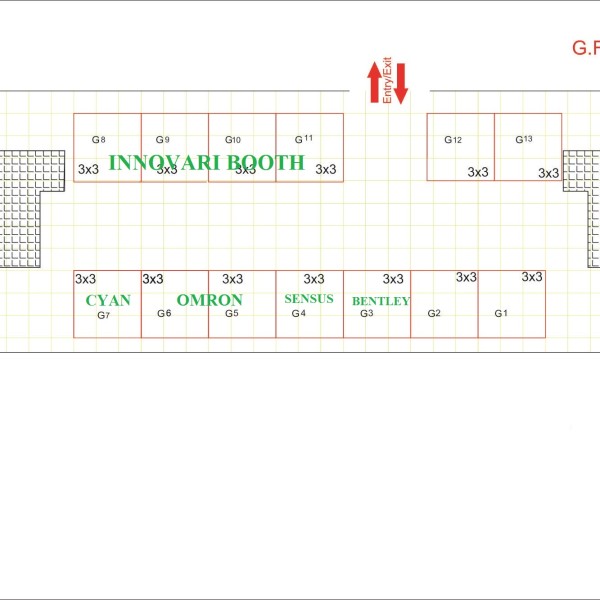 G.F
Entry/Exit
G8 G9 G10 G11 G12 G13
INNOVARI BOOTH
3x3 3x3 3x3 3x3 3x3 3x3
3x3 3x3 3x3 3x3 3x3 3x3 3x3
CYAN OMRON SENSUS BENTLEY
G7 G6 G5 G4 G3 G2 G1